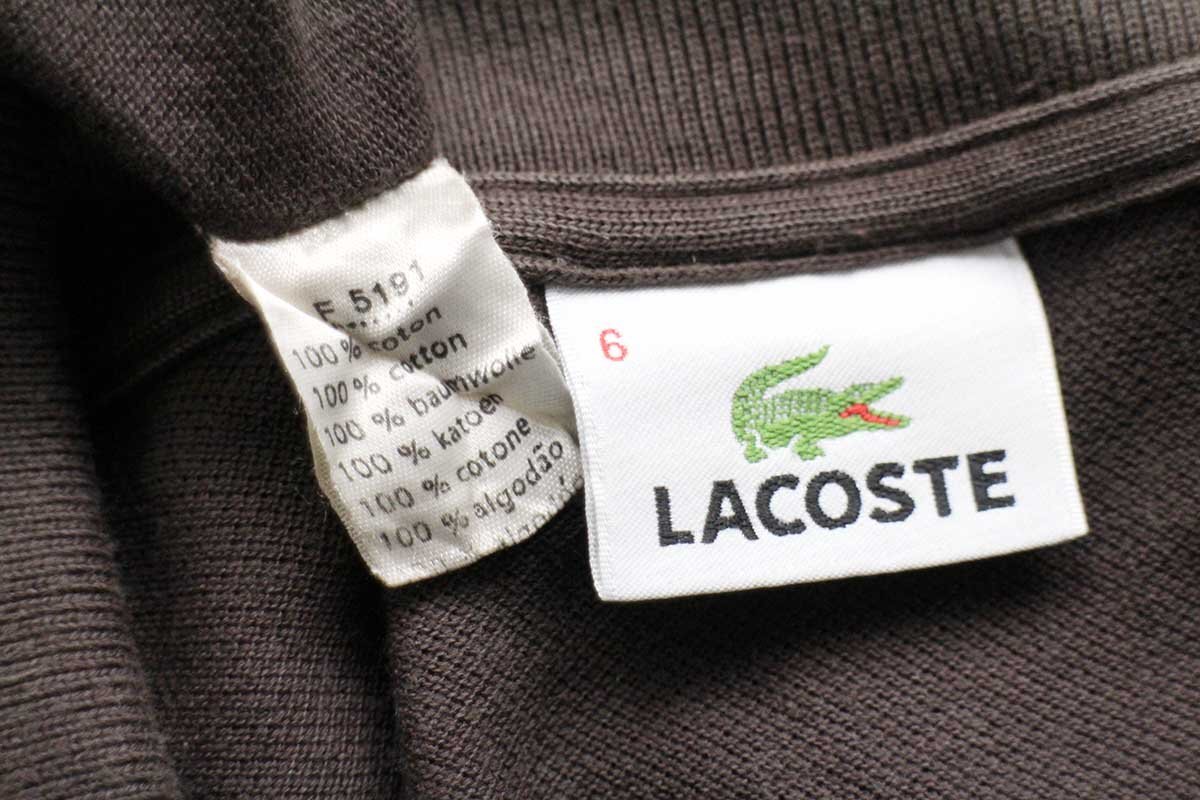 F 5191
100 % coton
100 % cotton
100 % baumwolle
100 % katoen
100 % cotone
100 % algodão
6
LACOSTE